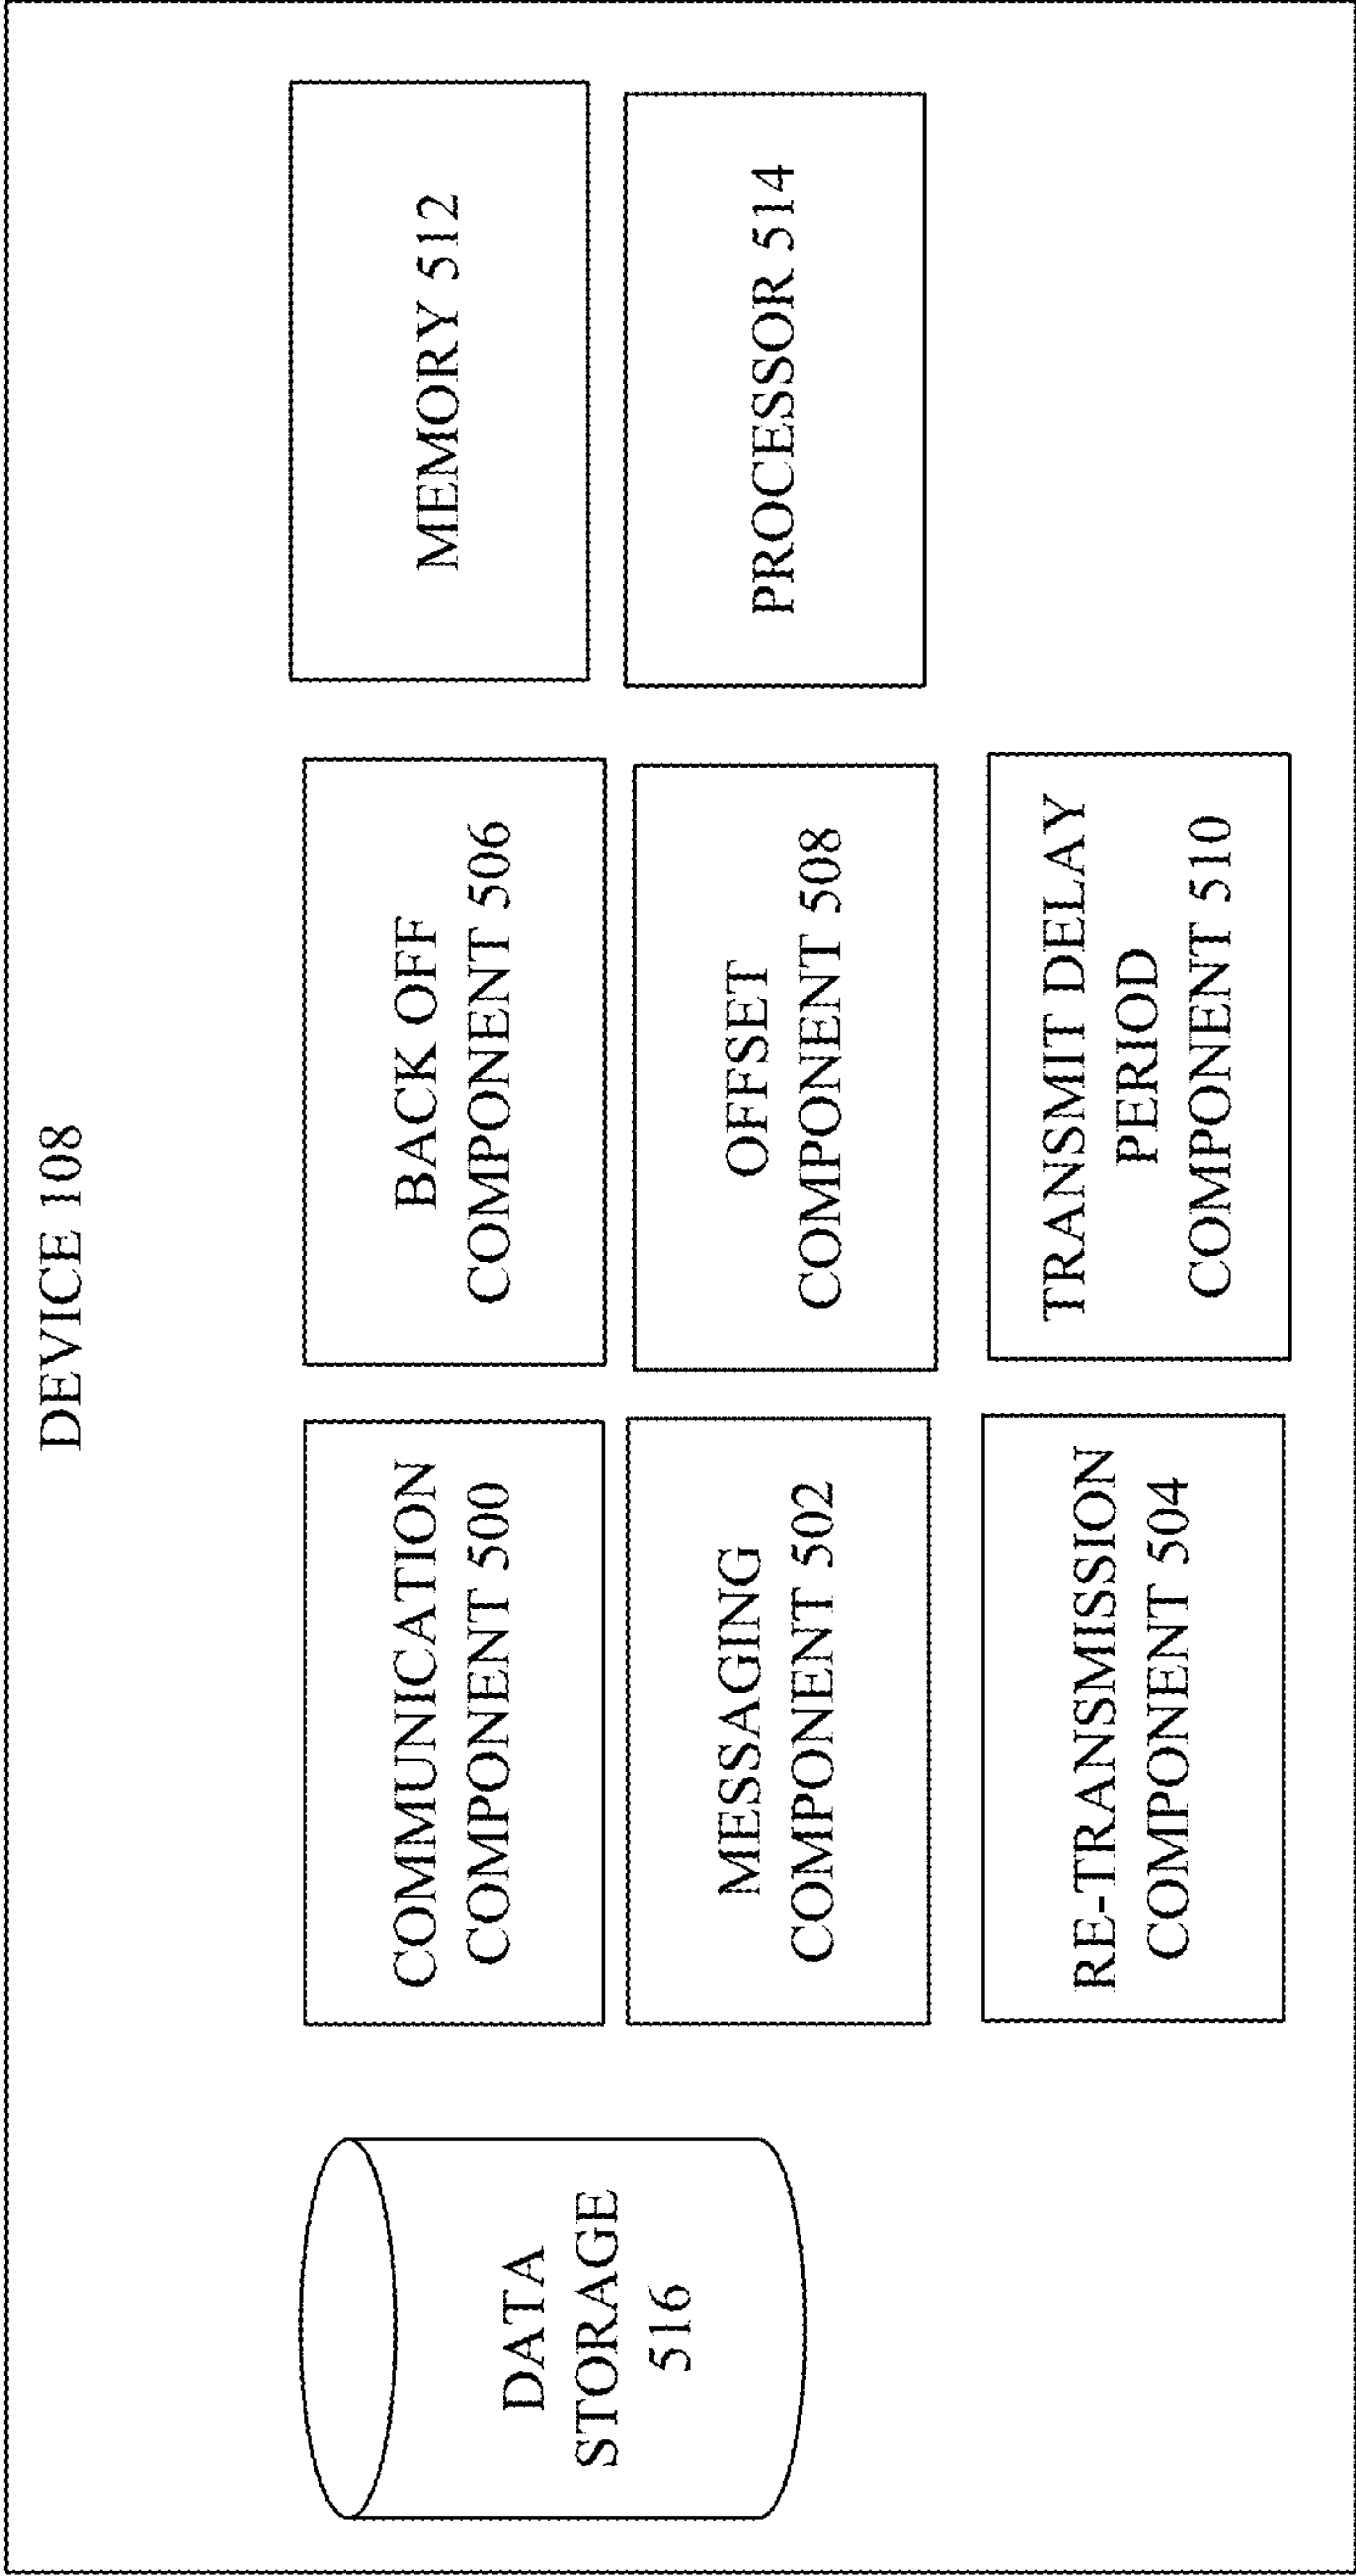 DEVICE 108
DATA
STORAGE
516
COMMUNICATION
COMPONENT 500
MESSAGING
COMPONENT 502
RE-TRANSMISSION
COMPONENT 504
BACK OFF
COMPONENT 506
OFFSET
COMPONENT 508
TRANSMIT DELAY
PERIOD
COMPONENT 510
MEMORY 512
PROCESSOR 514